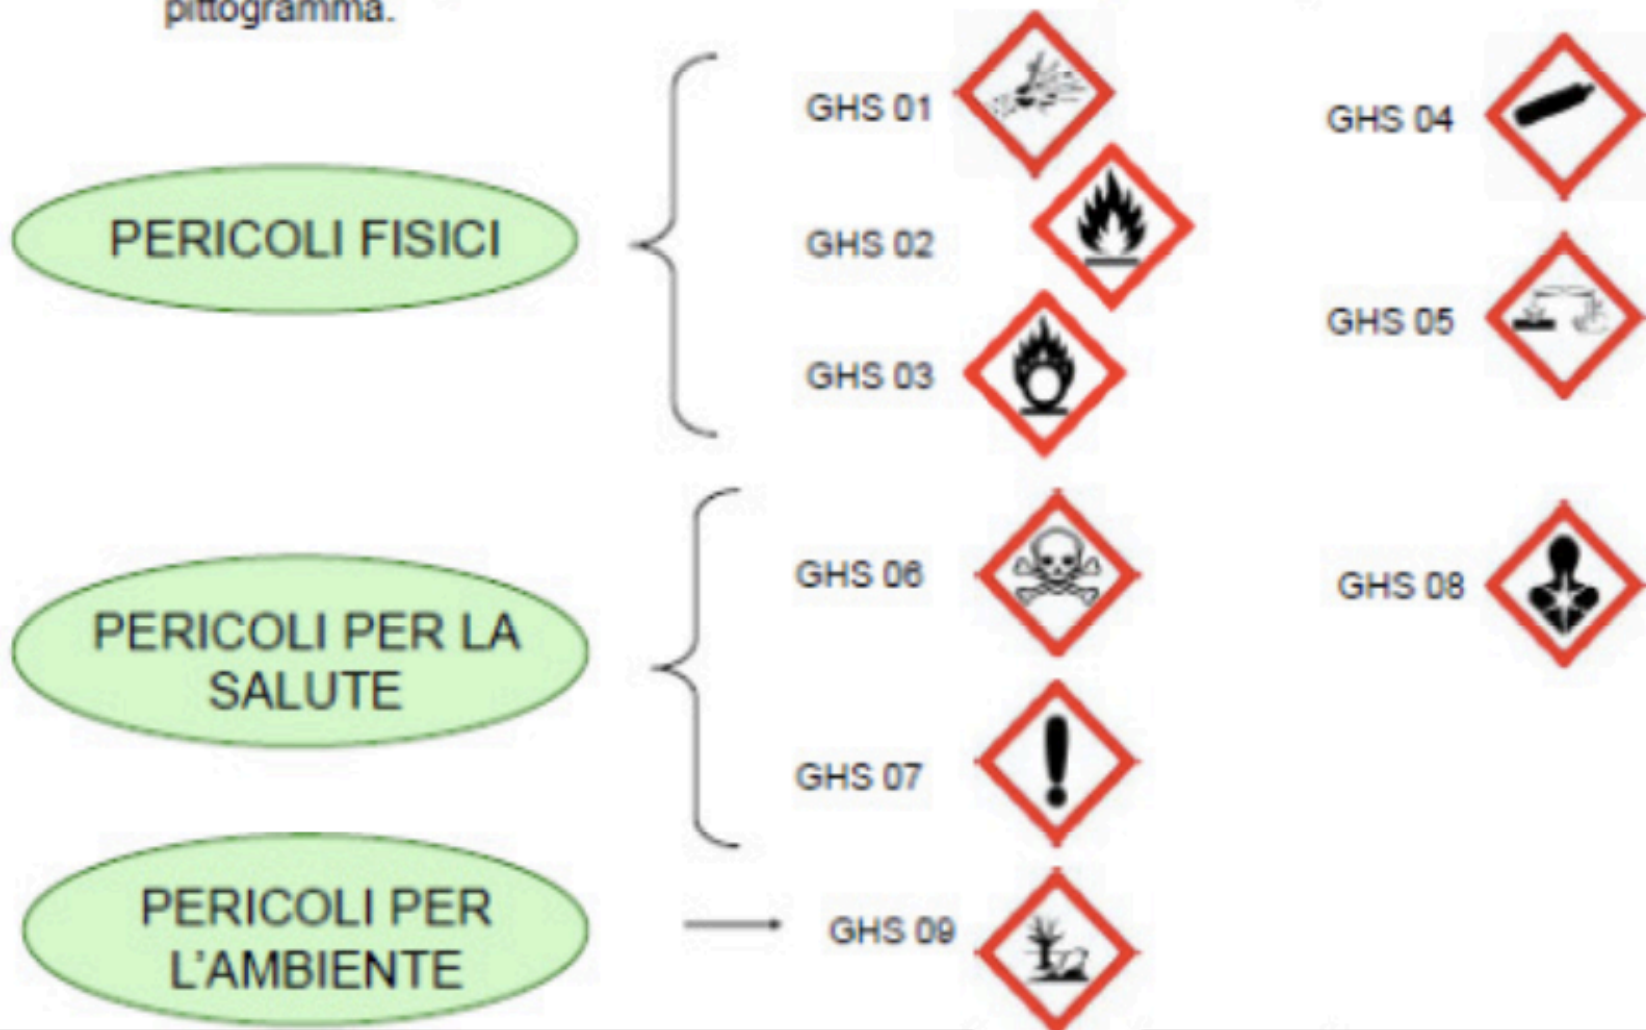 pittogramma.
GHS 01
GHS 04
PERICOLI FISICI
GHS 02
GHS 05
GHS 03
GHS 06
GHS 08
PERICOLI PER LA
SALUTE
GHS 07
PERICOLI PER
L'AMBIENTE
GHS 09